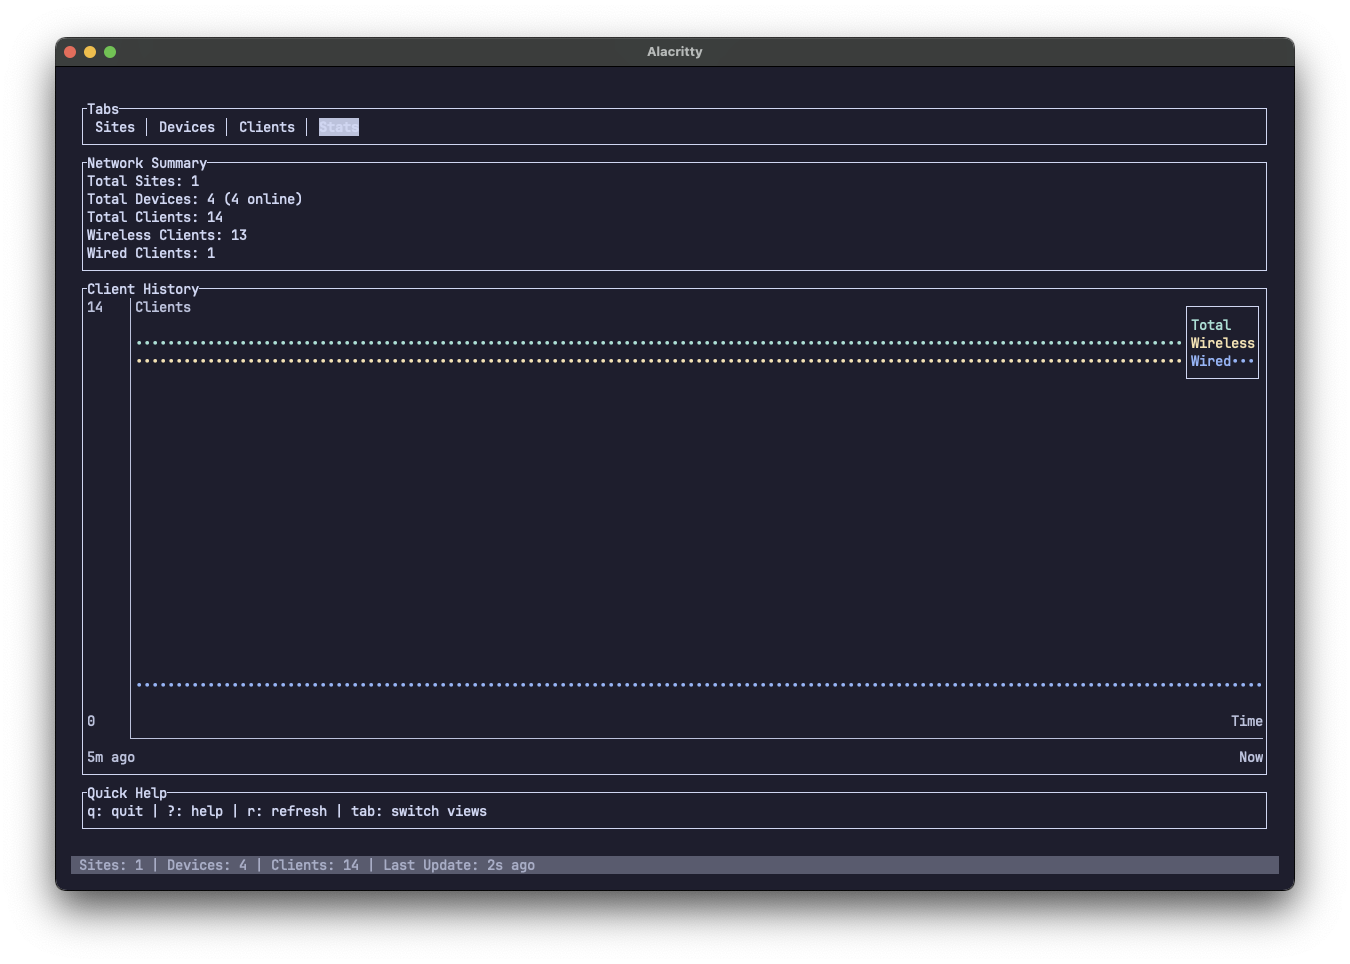 Alacritty
Tabs
Sites | Devices | Clients | Stats
Network Summary
Total Sites: 1
Total Devices: 4 (4 online)
Total Clients: 14
Wireless Clients: 13
Wired Clients: 1
Client History
14 Clients
Total
Wireless
Wired
0 Time
5m ago Now
Quick Help
q: quit | ?: help | r: refresh | tab: switch views
Sites: 1 | Devices: 4 | Clients: 14 | Last Update: 2s ago